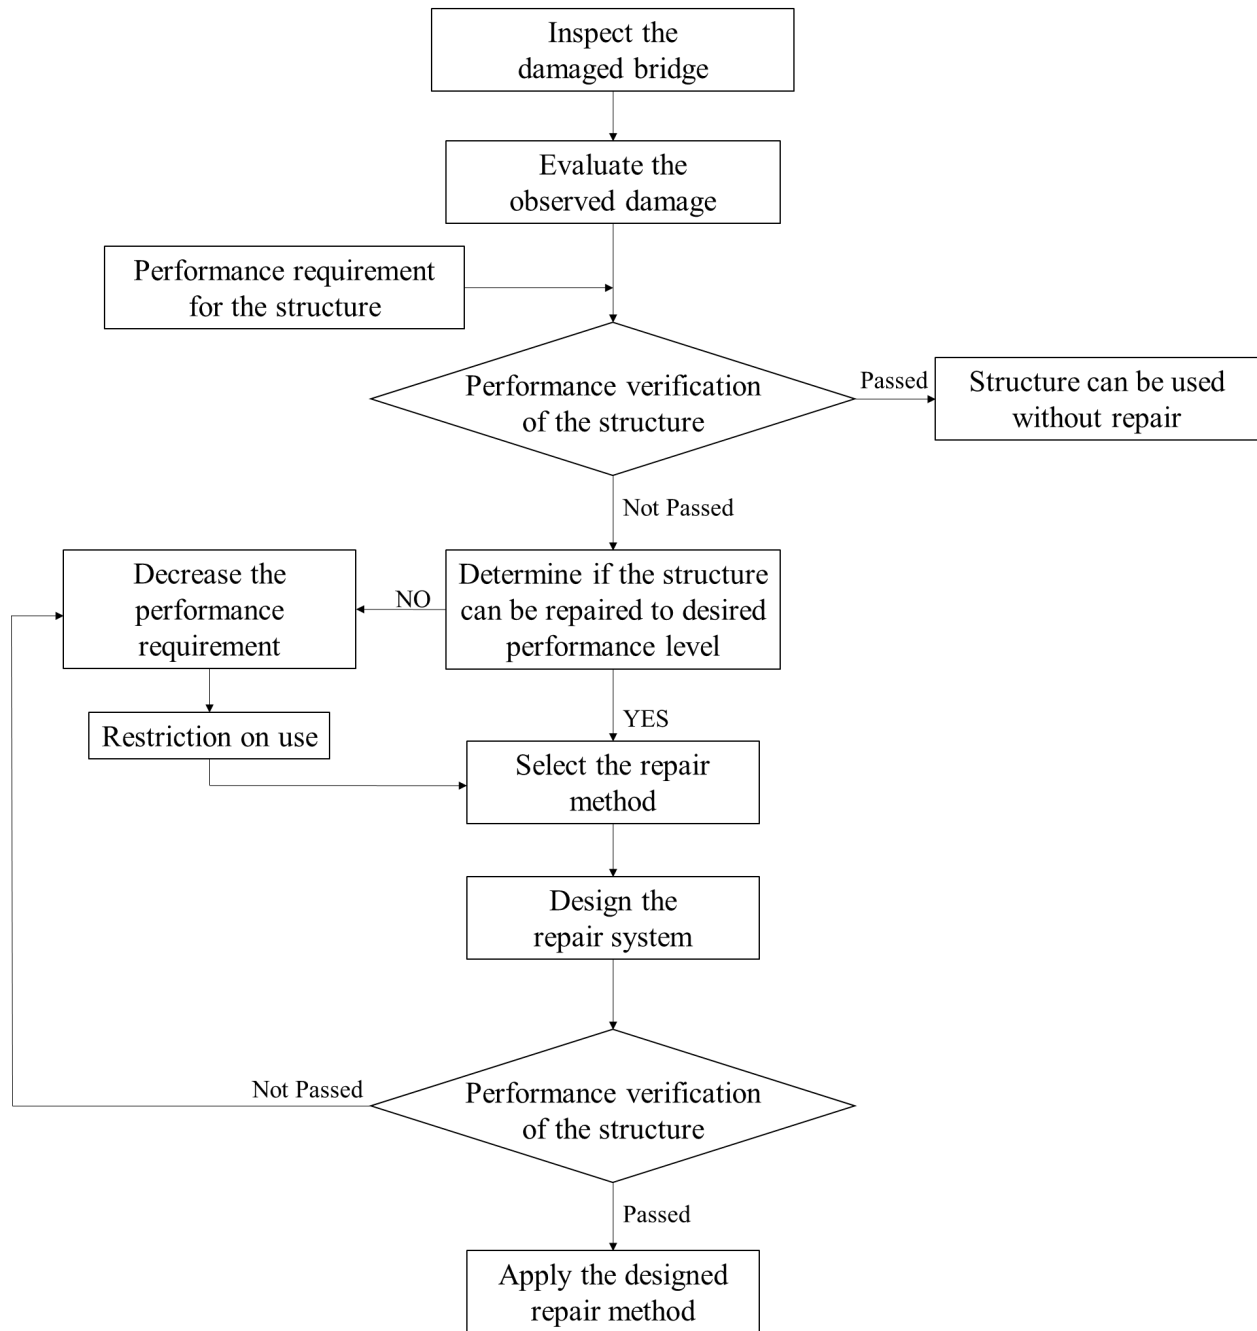 Inspect the
damaged bridge
Evaluate the
observed damage
Performance requirement
for the structure
Performance verification
of the structure
Passed
Structure can be used
without repair
Not Passed
Decrease the
performance
requirement
NO
Determine if the structure
can be repaired to desired
performance level
Restriction on use
YES
Select the repair
method
Design the
repair system
Not Passed
Performance verification
of the structure
Passed
Apply the designed
repair method